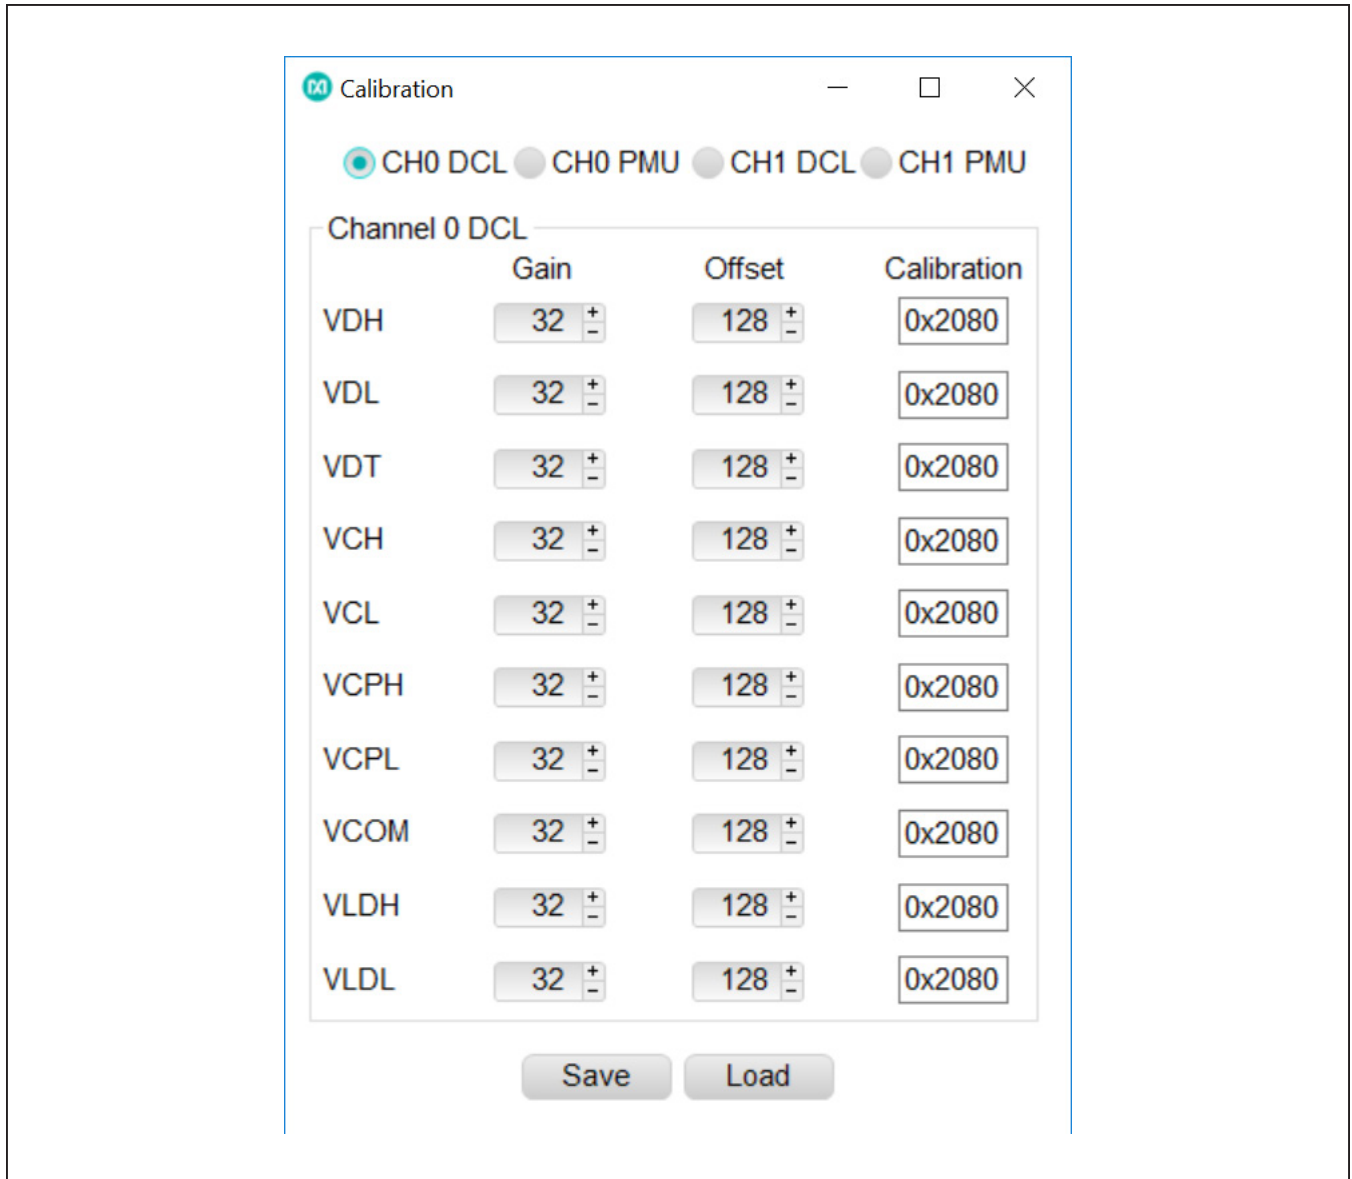 Calibration
CH0 DCL CH0 PMU CH1 DCL CH1 PMU
Channel 0 DCL
Gain Offset Calibration
VDH 32 + - 128 + - 0x2080
VDL 32 + - 128 + - 0x2080
VDT 32 + - 128 + - 0x2080
VCH 32 + - 128 + - 0x2080
VCL 32 + - 128 + - 0x2080
VCPH 32 + - 128 + - 0x2080
VCPL 32 + - 128 + - 0x2080
VCOM 32 + - 128 + - 0x2080
VLDH 32 + - 128 + - 0x2080
VLDL 32 + - 128 + - 0x2080
Save Load